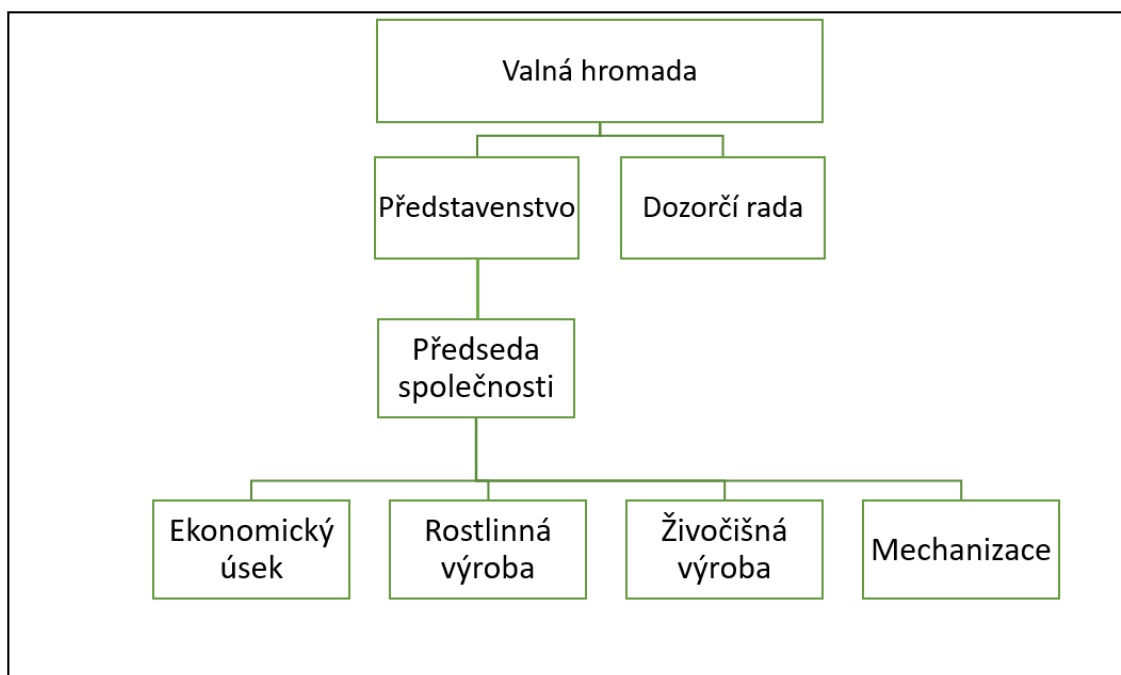 Valná hromada
Představenstvo
Dozorčí rada
Předseda
společnosti
Ekonomický
úsek
Rostlinná
výroba
Živočišná
výroba
Mechanizace